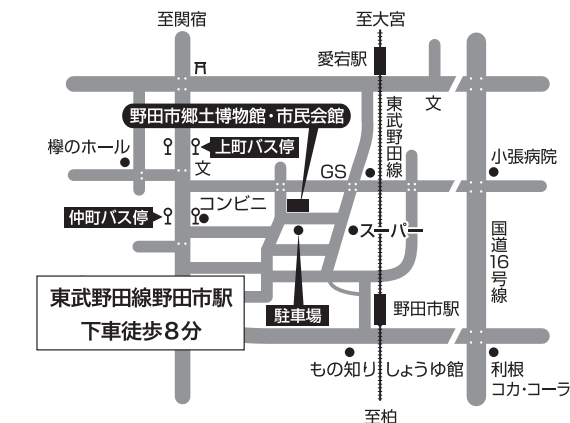 至関宿
至大宮
愛宕駅
文
野田市郷土博物館・市民会館
東武野田線
欅のホール
上町バス停
文
GS
小張病院
コンビニ
仲町バス停
スーパー
国道16号線
東武野田線野田市駅
下車徒歩8分
駐車場
野田市駅
もの知りしょうゆ館
利根
コカ・コーラ
至柏